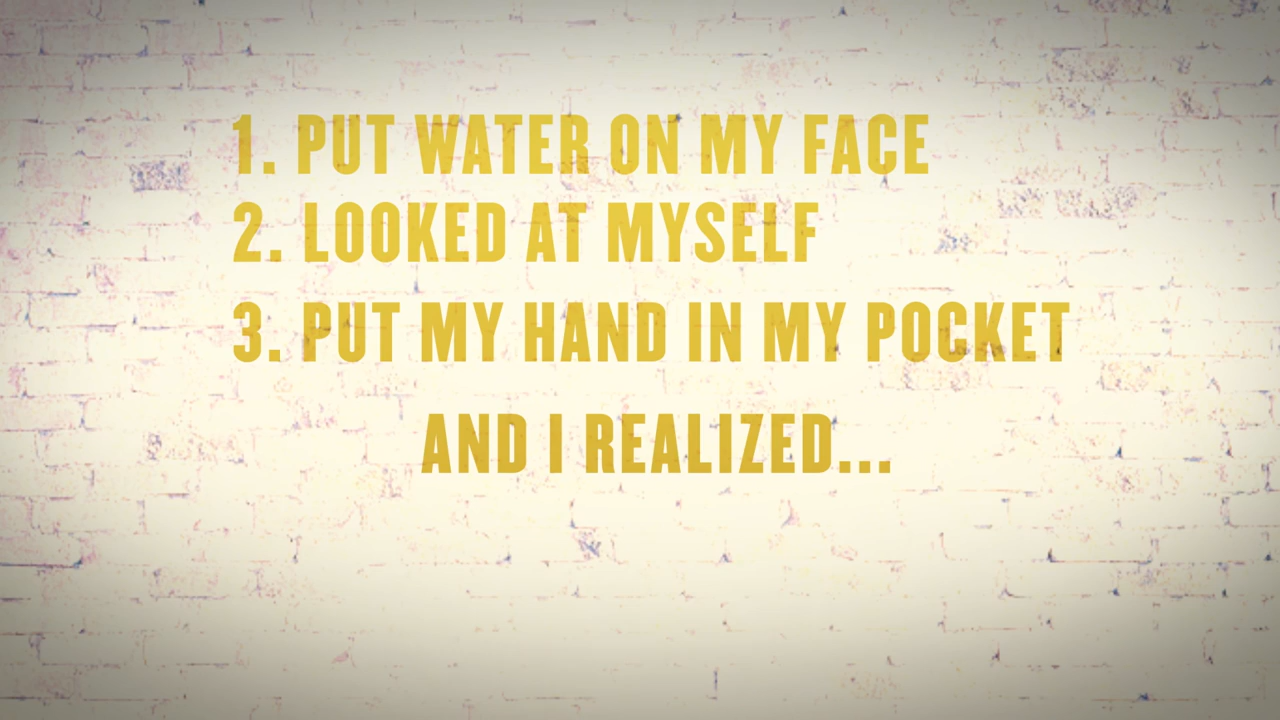 1. PUT WATER ON MY FACE
2. LOOKED AT MYSELF
3. PUT MY HAND IN MY POCKET
AND I REALIZED...